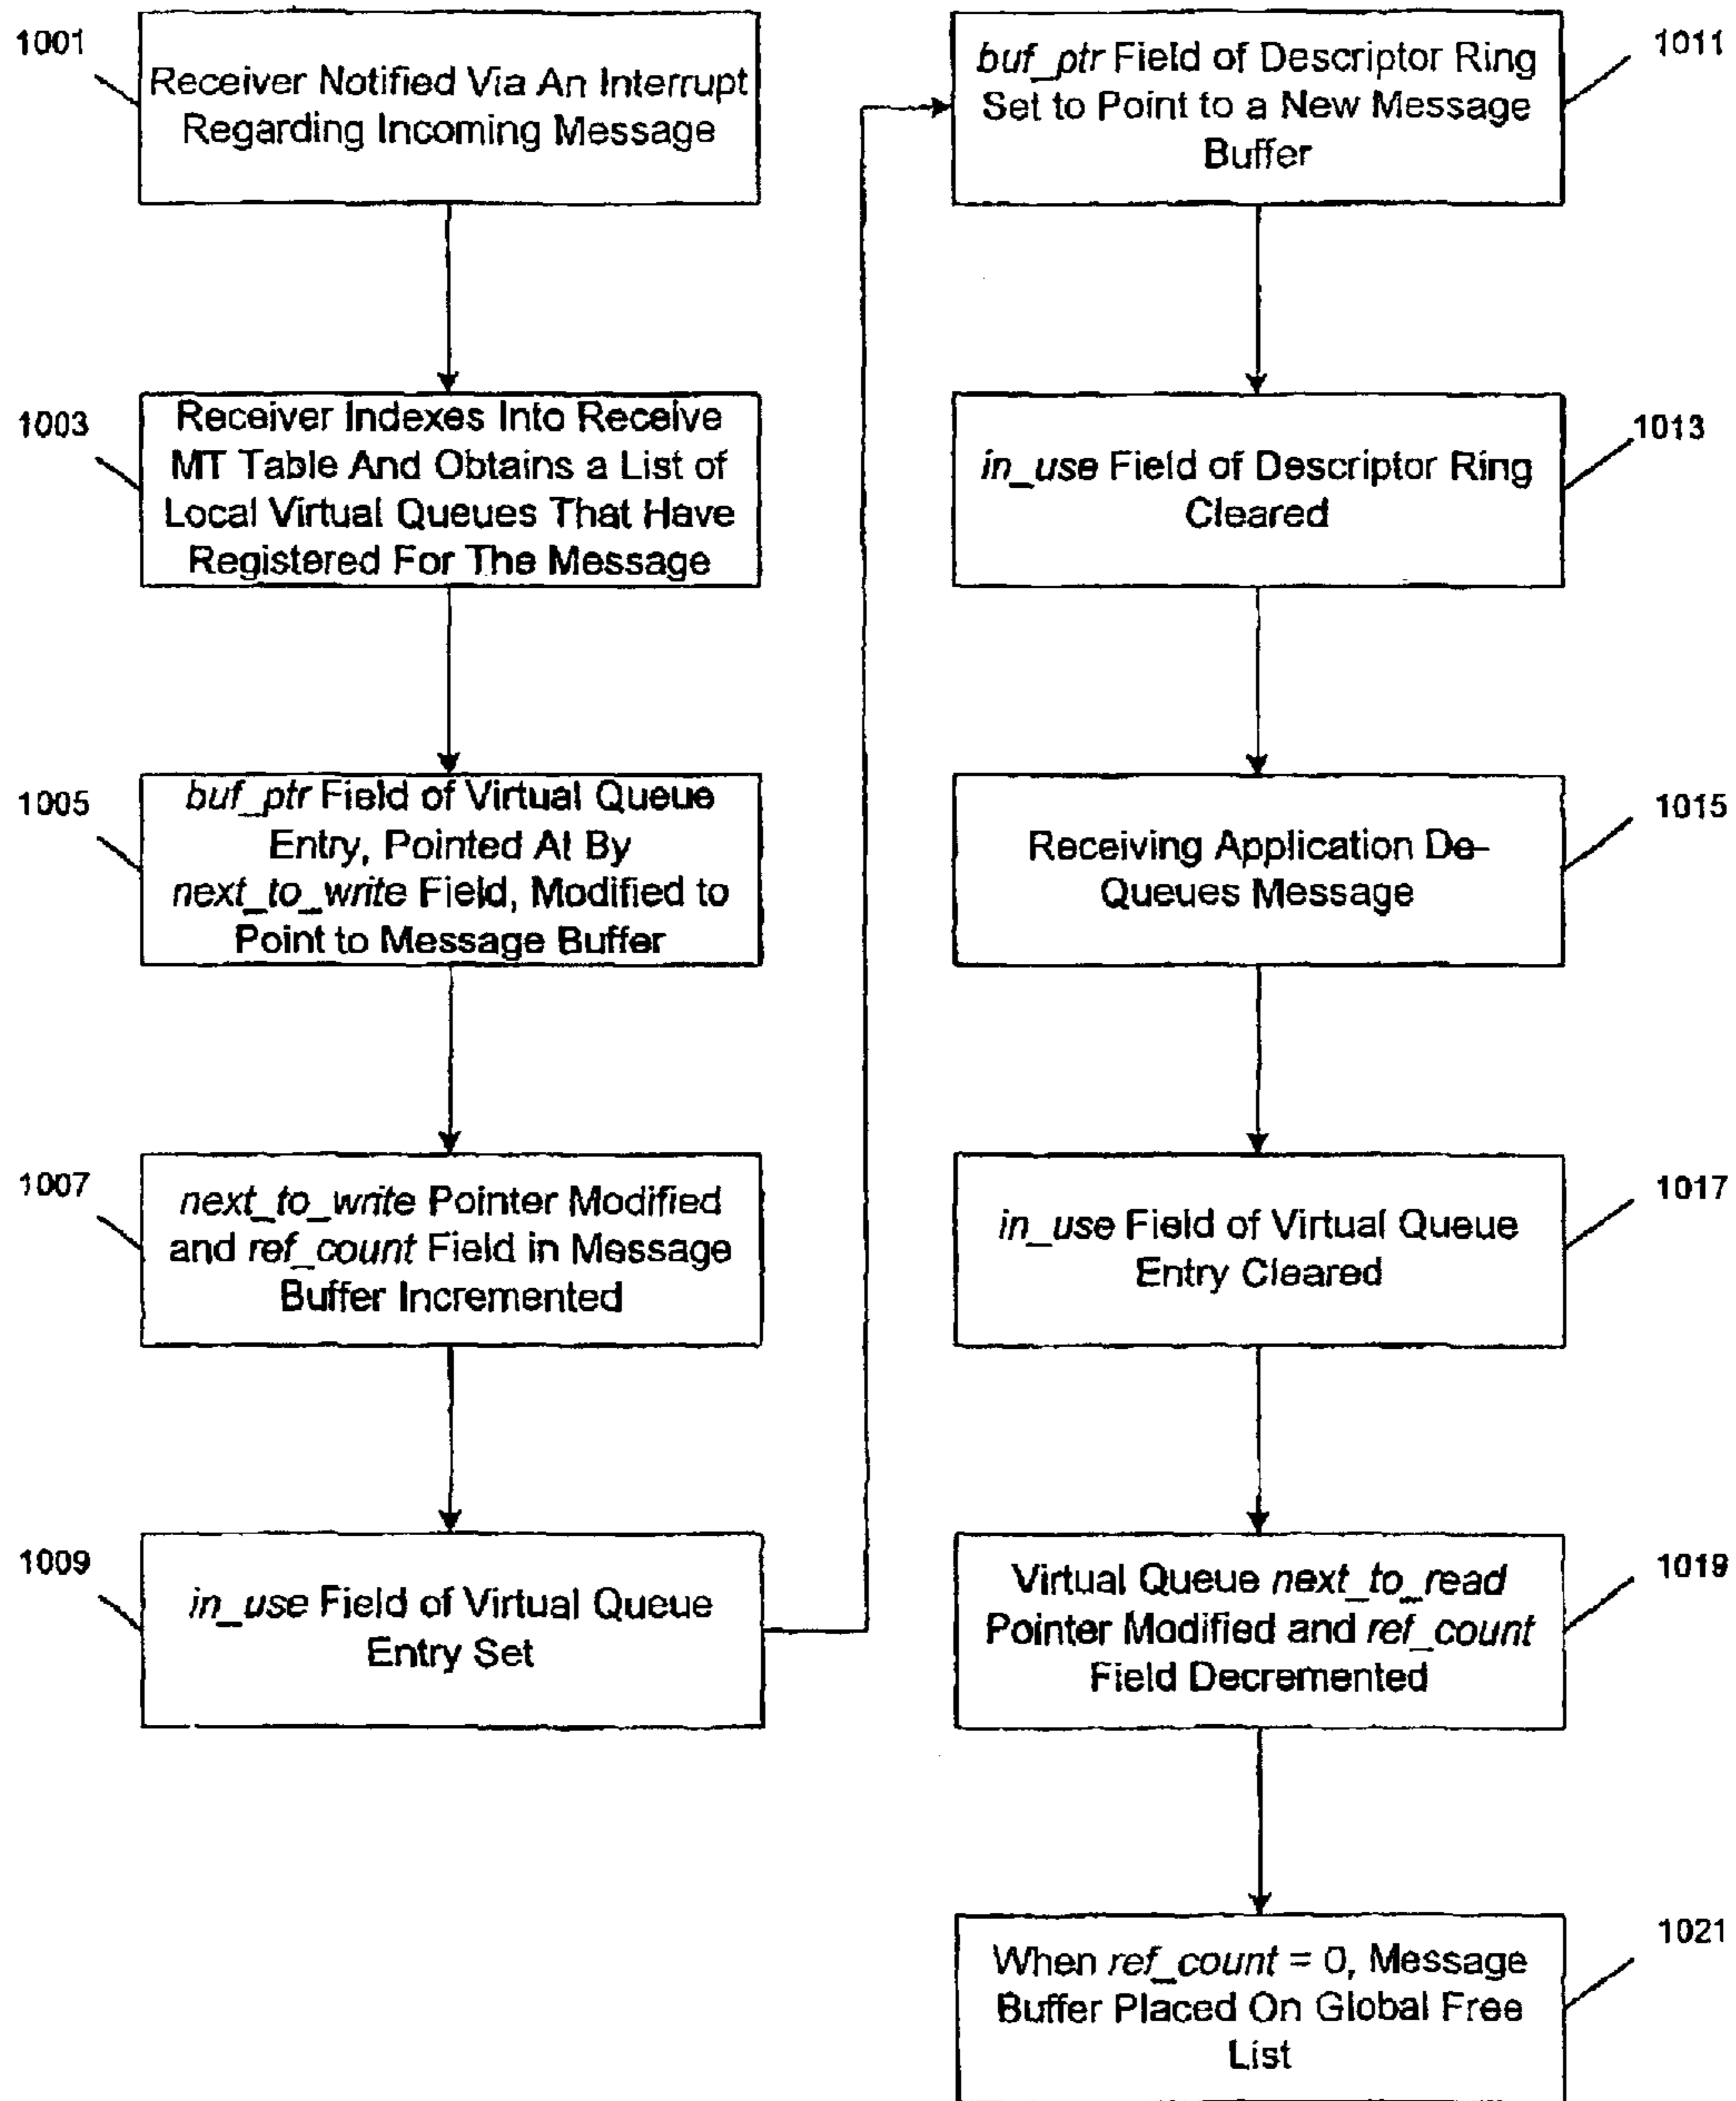 1001
Receiver Notified Via An Interrupt
Regarding Incoming Message
1003
Receiver Indexes Into Receive
MT Table And Obtains a List of
Local Virtual Queues That Have
Registered For The Message
1005
buf_ptr Field of Virtual Queue
Entry, Pointed At By
next_to_write Field, Modified to
Point to Message Buffer
1007
next_to_write Pointer Modified
and ref_count Field in Message
Buffer Incremented
1009
in_use Field of Virtual Queue
Entry Set
1011
buf_ptr Field of Descriptor Ring
Set to Point to a New Message
Buffer
1013
in_use Field of Descriptor Ring
Cleared
1015
Receiving Application De-
Queues Message
1017
in_use Field of Virtual Queue
Entry Cleared
1019
Virtual Queue next_to_read
Pointer Modified and ref_count
Field Decremented
1021
When ref_count = 0, Message
Buffer Placed On Global Free
List